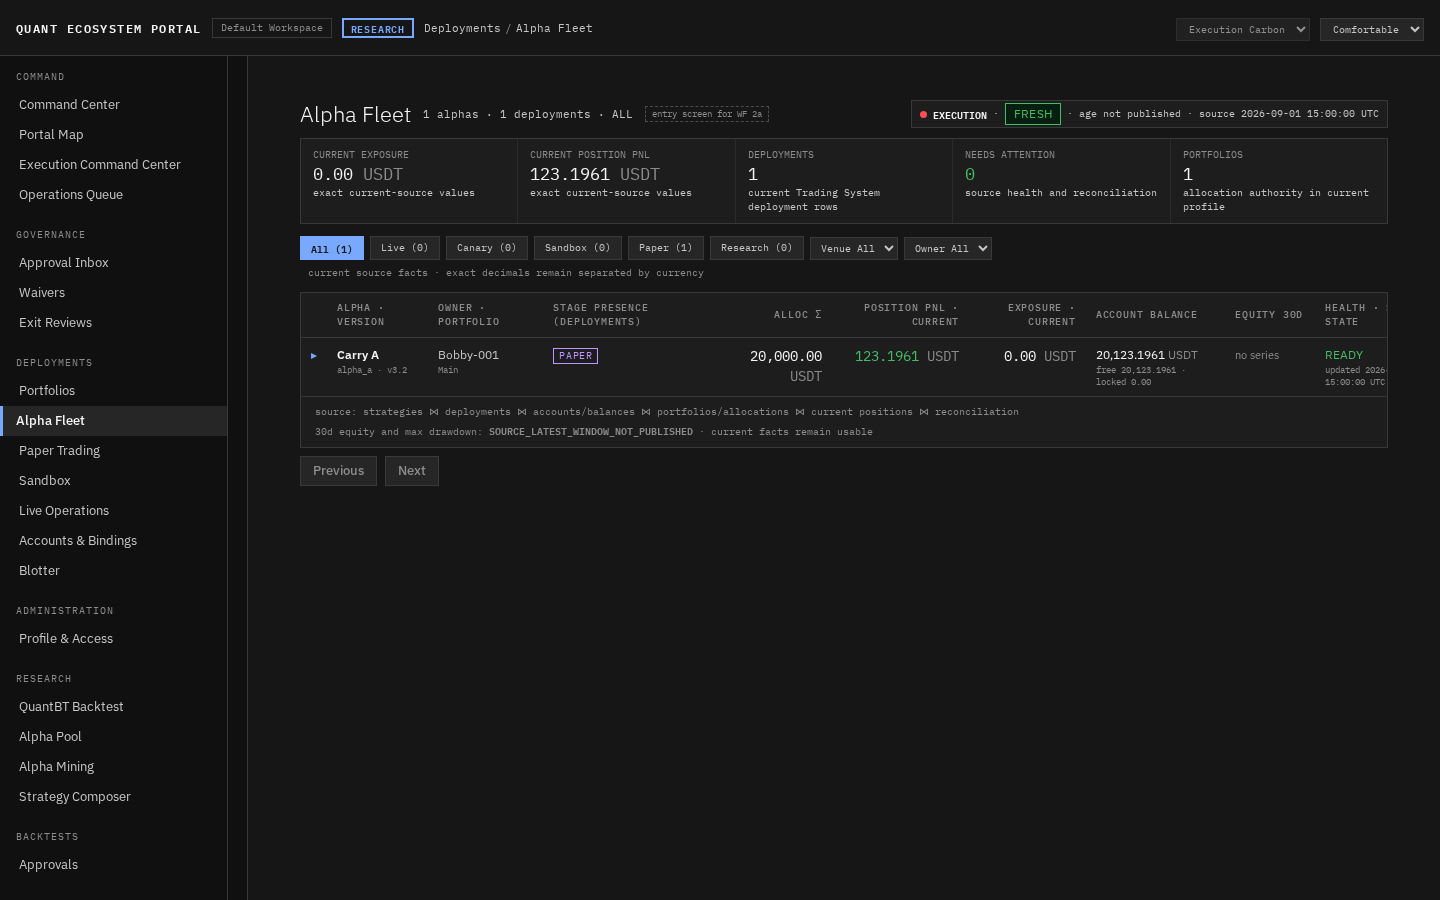 QUANT ECOSYSTEM PORTAL Default Workspace RESEARCH Deployments / Alpha Fleet Execution Carbon Comfortable
COMMAND
Command Center
Portal Map
Execution Command Center
Operations Queue
GOVERNANCE
Approval Inbox
Waivers
Exit Reviews
DEPLOYMENTS
Portfolios
Alpha Fleet
Paper Trading
Sandbox
Live Operations
Accounts & Bindings
Blotter
ADMINISTRATION
Profile & Access
RESEARCH
QuantBT Backtest
Alpha Pool
Alpha Mining
Strategy Composer
BACKTESTS
Approvals
Alpha Fleet 1 alphas · 1 deployments · ALL entry screen for WF 2a
EXECUTION · FRESH · age not published · source 2026-09-01 15:00:00 UTC
CURRENT EXPOSURE
0.00 USDT
exact current-source values
CURRENT POSITION PNL
123.1961 USDT
exact current-source values
DEPLOYMENTS
1
current Trading System
deployment rows
NEEDS ATTENTION
0
source health and reconciliation
PORTFOLIOS
1
allocation authority in current
profile
All (1) Live (0) Canary (0) Sandbox (0) Paper (1) Research (0) Venue All Owner All
current source facts · exact decimals remain separated by currency
ALPHA ·
VERSION
OWNER ·
PORTFOLIO
STAGE PRESENCE
(DEPLOYMENTS)
ALLOC Σ
POSITION PNL ·
CURRENT
EXPOSURE ·
CURRENT
ACCOUNT BALANCE
EQUITY 30D
HEALTH ·
STATE
Carry A
alpha_a · v3.2
Bobby-001
Main
PAPER
20,000.00
USDT
123.1961 USDT
0.00 USDT
20,123.1961 USDT
free 20,123.1961 ·
locked 0.00
no series
READY
updated 2026-
15:00:00 UTC
source: strategies ⋈ deployments ⋈ accounts/balances ⋈ portfolios/allocations ⋈ current positions ⋈ reconciliation
30d equity and max drawdown: SOURCE_LATEST_WINDOW_NOT_PUBLISHED · current facts remain usable
Previous Next